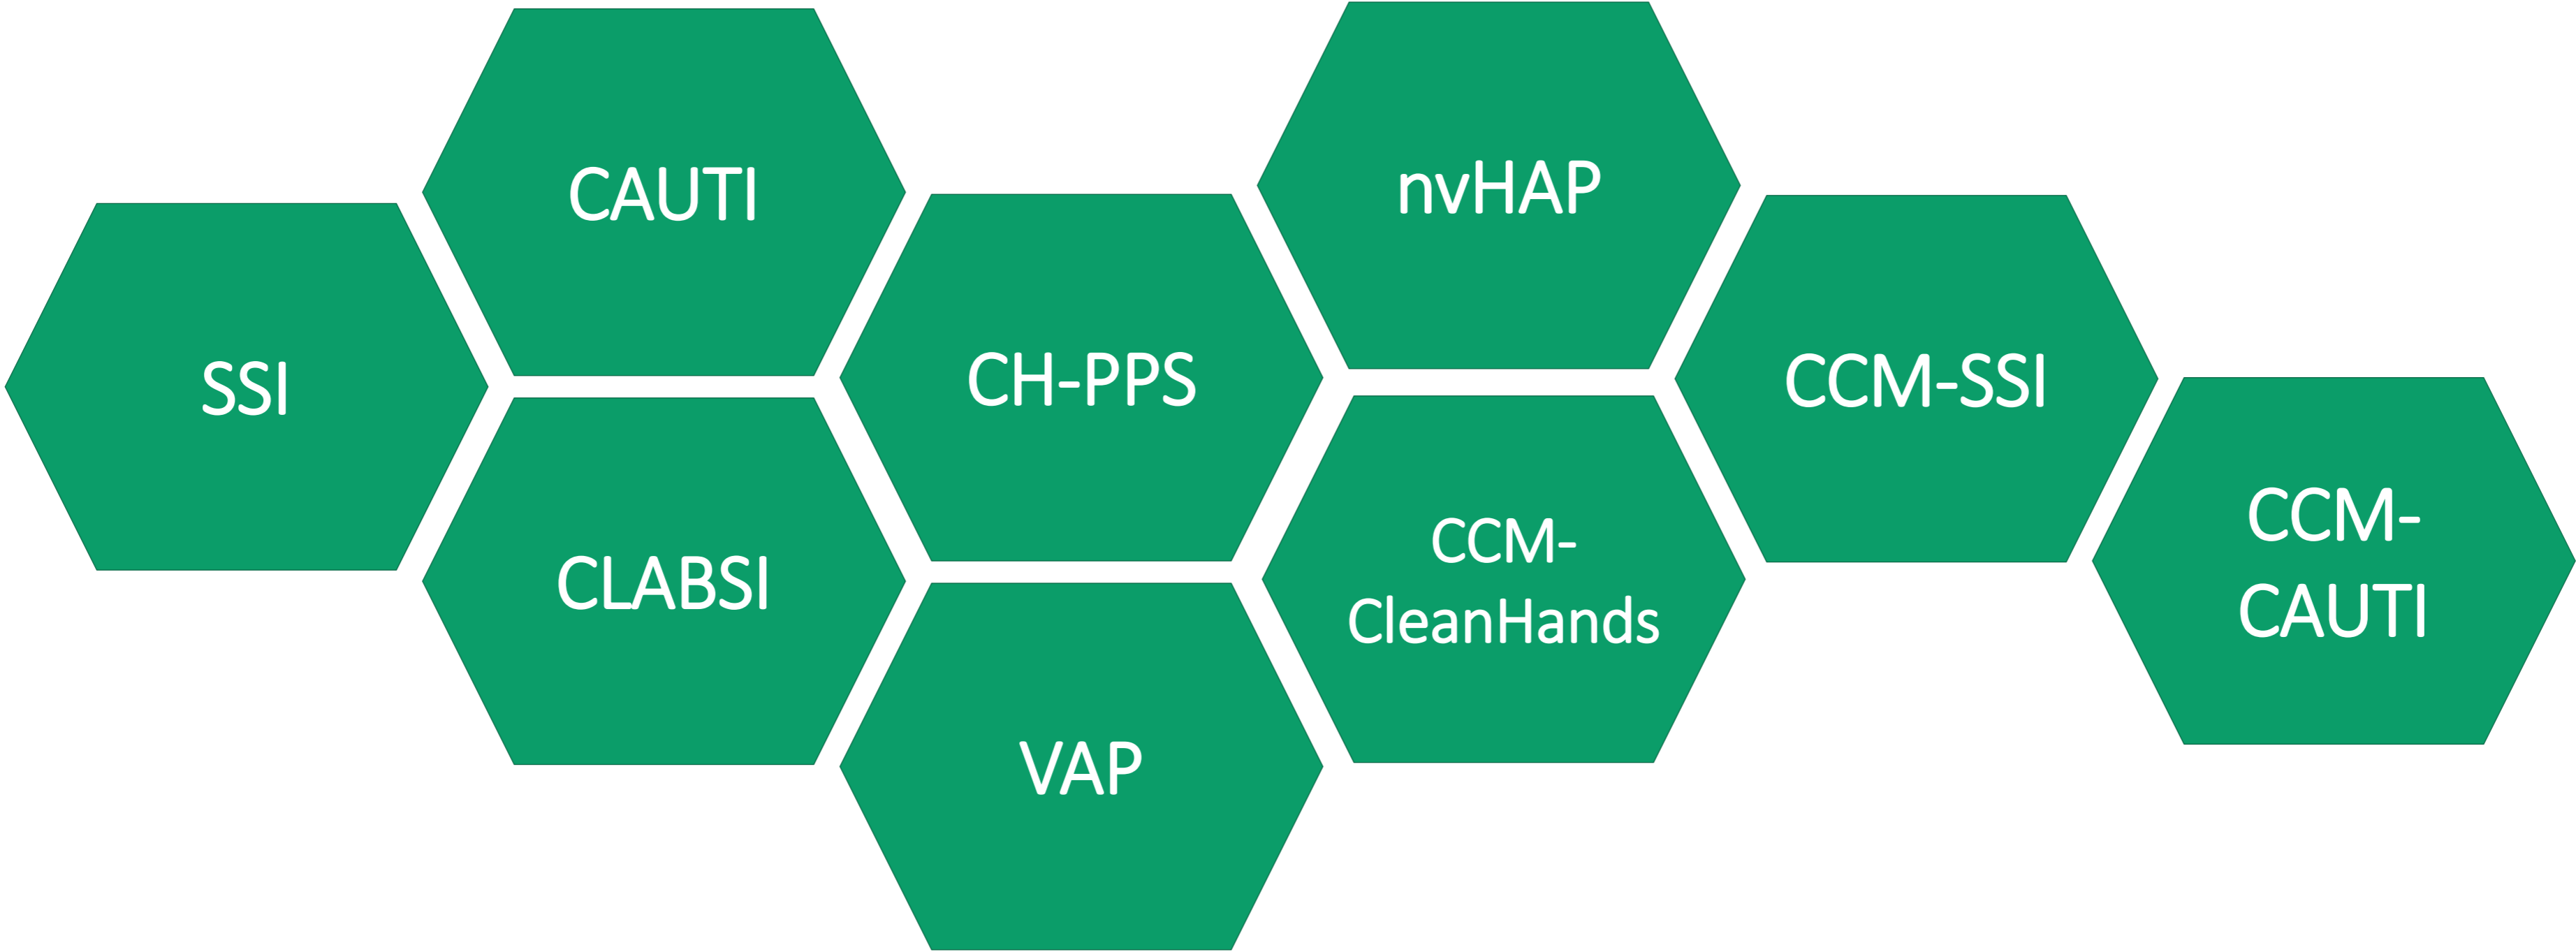 SSI
CAUTI
CLABSI
CH-PPS
VAP
nvHAP
CCM-
CleanHands
CCM-SSI
CCM-
CAUTI